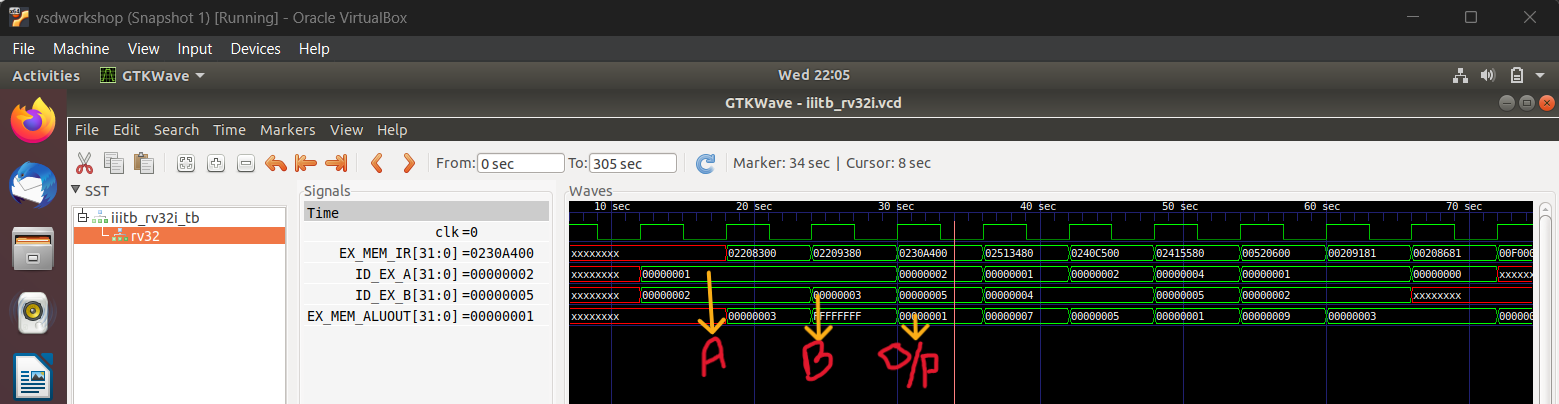 vsdworkshop (Snapshot 1) [Running] - Oracle VirtualBox
File Machine View Input Devices Help
Activities GTKWave Wed 22:05
GTKWave - iiitb_rv32i.vcd
File Edit Search Time Markers View Help
From: 0 sec To: 305 sec Marker: 34 sec | Cursor: 8 sec
SST Signals Waves
iiitb_rv32i_tb Time 10 sec 20 sec 30 sec 40 sec 50 sec 60 sec 70 sec
rv32 clk=0
EX_MEM_IR[31:0]=0230A400 xxxxxxxx 02208300 02209380 0230A400 02513480 0240C500 02415580 00520600 00209181 00208681 00F000
ID_EX_A[31:0]=00000002 xxxxxxxx 00000001 00000002 00000001 00000002 00000004 00000001 00000000 xxxxxx
ID_EX_B[31:0]=00000005 xxxxxxxx 00000002 00000003 00000005 00000004 00000005 00000002 xxxxxxxx
EX_MEM_ALUOUT[31:0]=00000001 xxxxxxxx 00000003 FFFFFFFF 00000001 00000007 00000005 00000001 00000009 00000003 000000
A B O/p